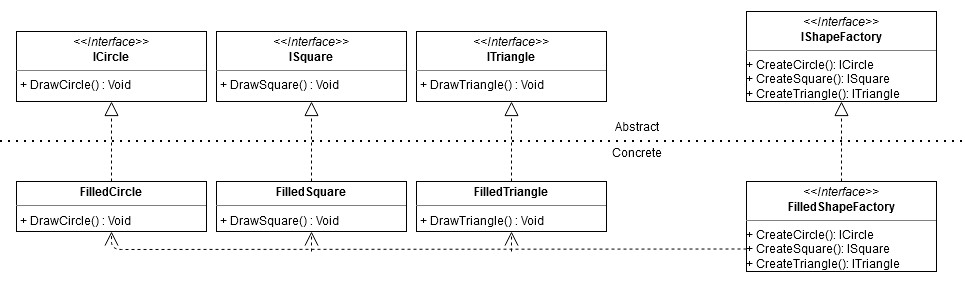 <<Interface>>
ICircle
+ DrawCircle() : Void
<<Interface>>
ISquare
+ DrawSquare() : Void
<<Interface>>
ITriangle
+ DrawTriangle() : Void
<<Interface>>
IShapeFactory
+ CreateCircle(): ICircle
+ CreateSquare(): ISquare
+ CreateTriangle(): ITriangle
Abstract
Concrete
FilledCircle
+ DrawCircle() : Void
FilledSquare
+ DrawSquare() : Void
FilledTriangle
+ DrawTriangle() : Void
<<Interface>>
FilledShapeFactory
+ CreateCircle(): ICircle
+ CreateSquare(): ISquare
+ CreateTriangle(): ITriangle